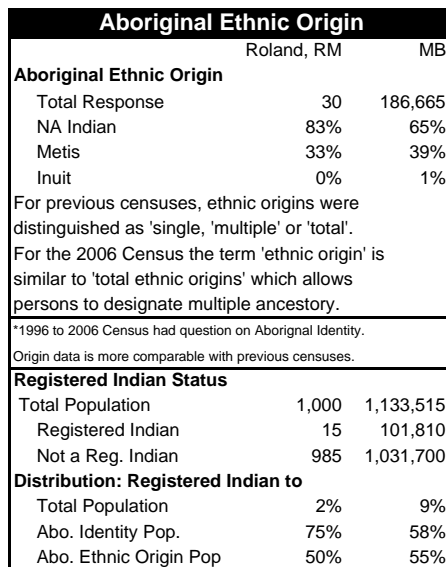 Aboriginal Ethnic Origin
Roland, RM MB
Aboriginal Ethnic Origin
Total Response 30 186,665
NA Indian 83% 65%
Metis 33% 39%
Inuit 0% 1%
For previous censuses, ethnic origins were
distinguished as 'single, 'multiple' or 'total'.
For the 2006 Census the term 'ethnic origin' is
similar to 'total ethnic origins' which allows
persons to designate multiple ancestory.
*1996 to 2006 Census had question on Aborignal Identity.
Origin data is more comparable with previous censuses.
Registered Indian Status
Total Population 1,000 1,133,515
Registered Indian 15 101,810
Not a Reg. Indian 985 1,031,700
Distribution: Registered Indian to
Total Population 2% 9%
Abo. Identity Pop. 75% 58%
Abo. Ethnic Origin Pop 50% 55%